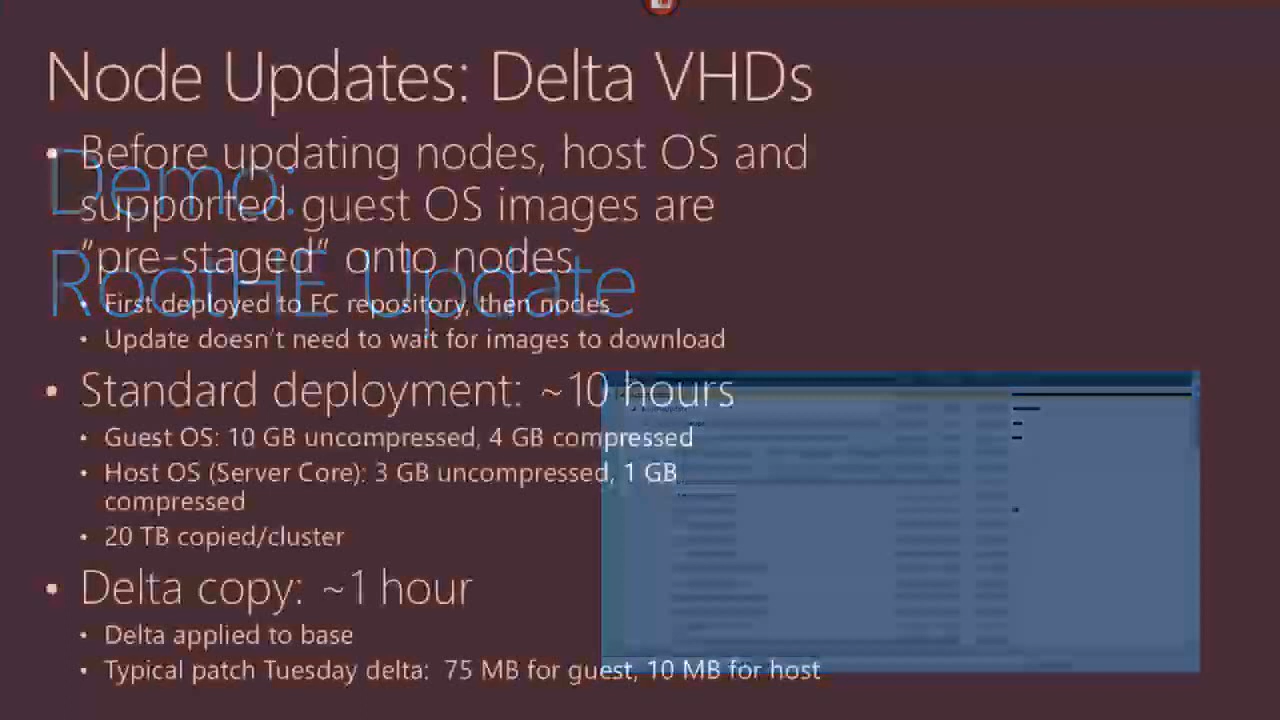 Node Updates: Delta VHDs
• Before updating nodes, host OS and
supported guest OS images are
“pre-staged” onto nodes
• First deployed to FC repository, then nodes
• Update doesn't need to wait for images to download
• Standard deployment: ~10 hours
• Guest OS: 10 GB uncompressed, 4 GB compressed
• Host OS (Server Core): 3 GB uncompressed, 1 GB
compressed
• 20 TB copied/cluster
• Delta copy: ~1 hour
• Delta applied to base
• Typical patch Tuesday delta: 75 MB for guest, 10 MB for host
Demo:
RootHE Update